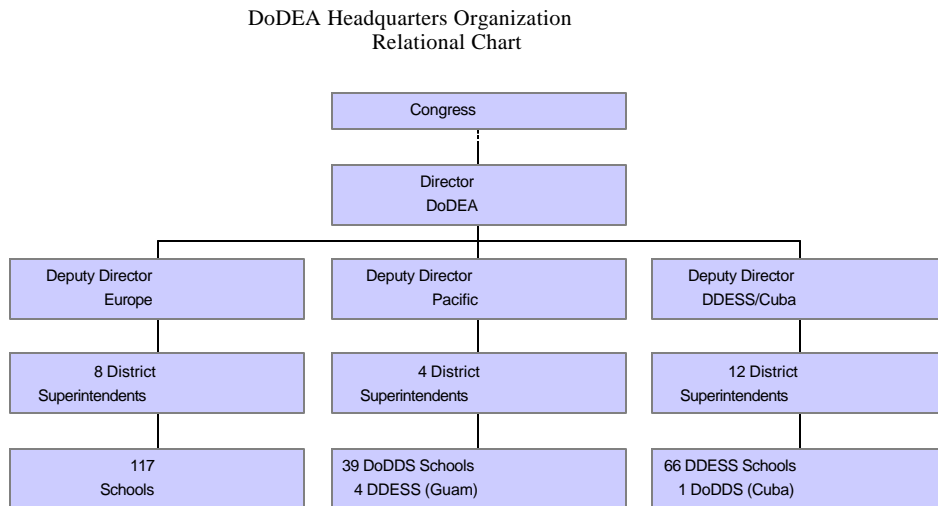 DoDEA Headquarters Organization
Relational Chart
Congress
Director
DoDEA
Deputy Director
Europe
Deputy Director
Pacific
Deputy Director
DDESS/Cuba
8 District
Superintendents
4 District
Superintendents
12 District
Superintendents
117
Schools
39 DoDDS Schools
4 DDESS (Guam)
66 DDESS Schools
1 DoDDS (Cuba)